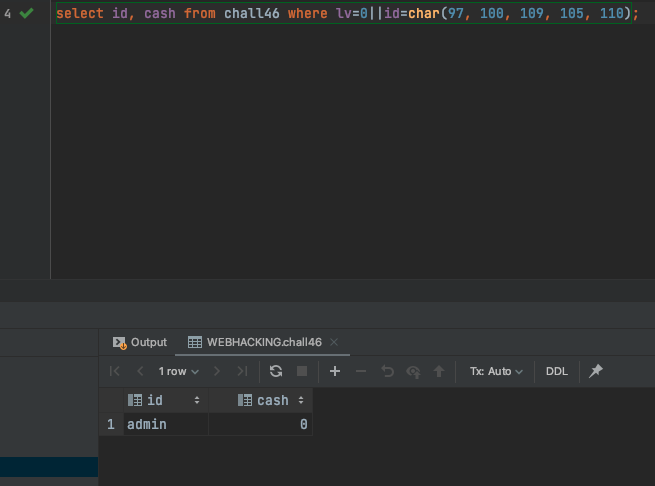 4 select id, cash from chall46 where lv=0||id=char(97, 100, 109, 105, 110);
Output WEBHACKING.chall46
1 row Tx: Auto DDL
id cash
1 admin 0